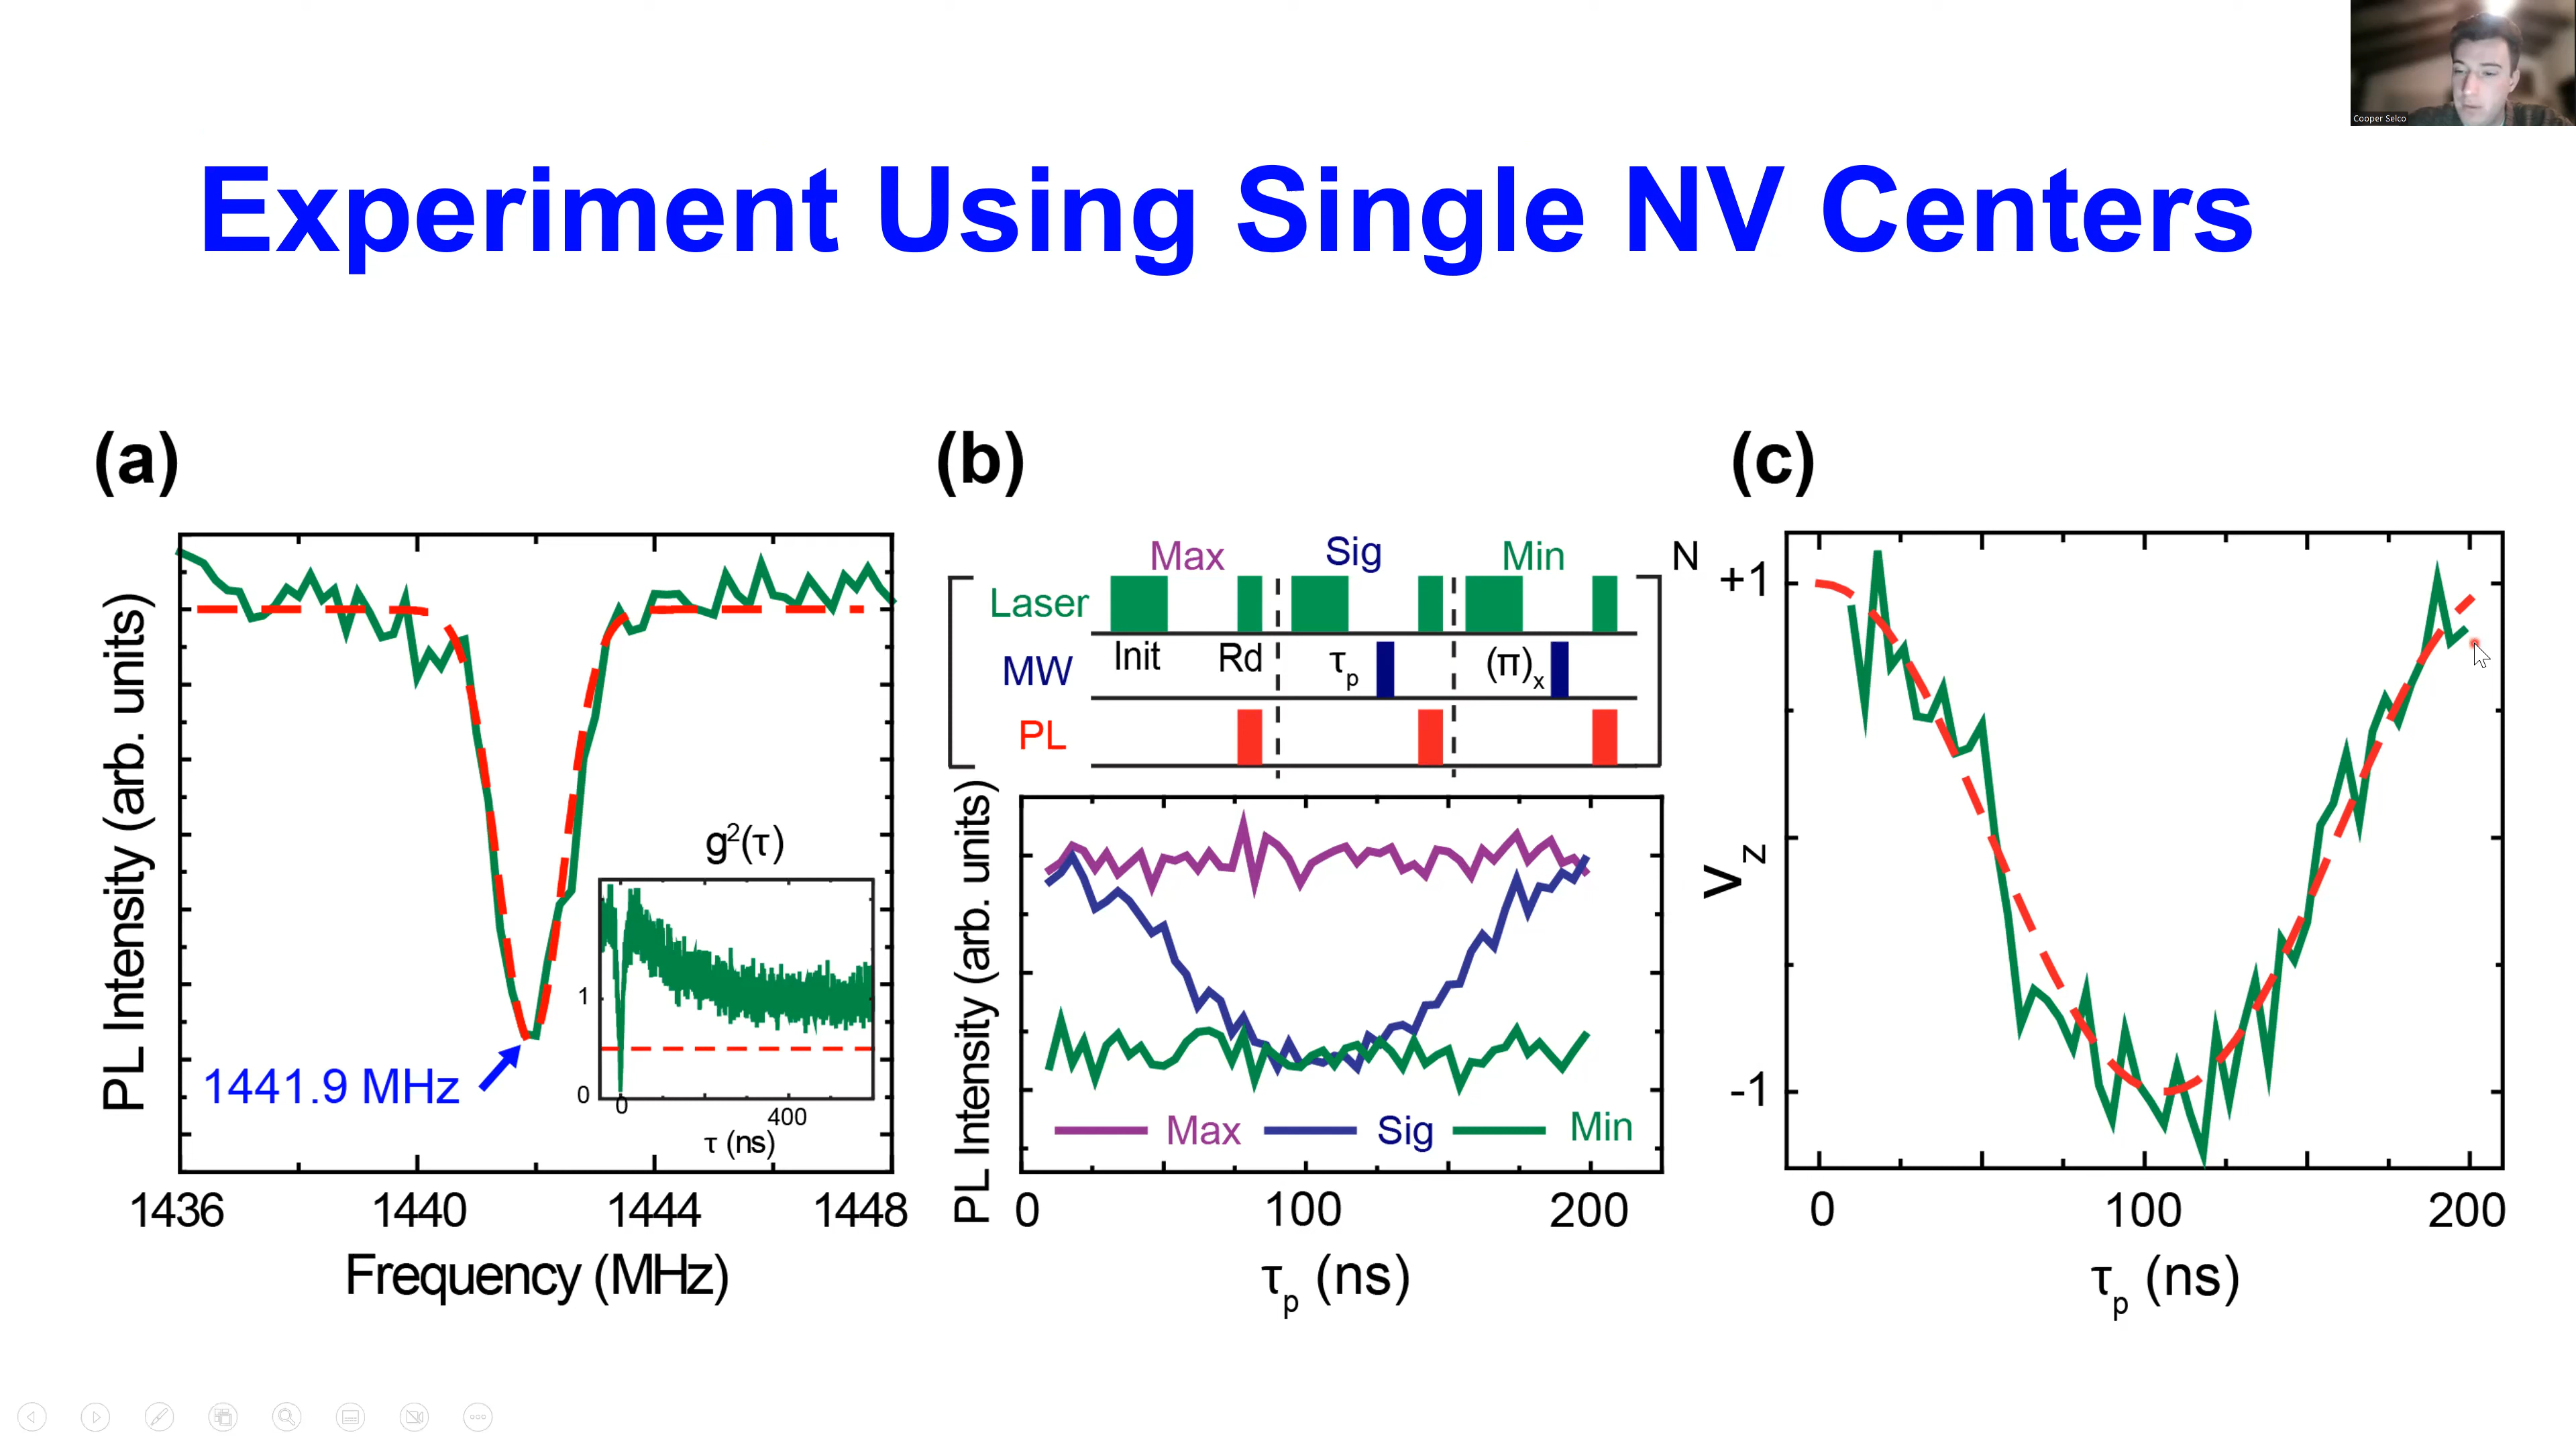 Cooper Selco
Experiment Using Single NV Centers
(a)
PL Intensity (arb. units)
1441.9 MHz
g²(τ)
1
0
0
400
τ (ns)
1436
1440
1444
1448
Frequency (MHz)
(b)
Max
Sig
Min
N
Laser
Init
Rd
MW
τp
(π)x
PL
PL Intensity (arb. units)
Max
Sig
Min
0
100
200
τp (ns)
(c)
+1
-1
vz
0
100
200
τp (ns)